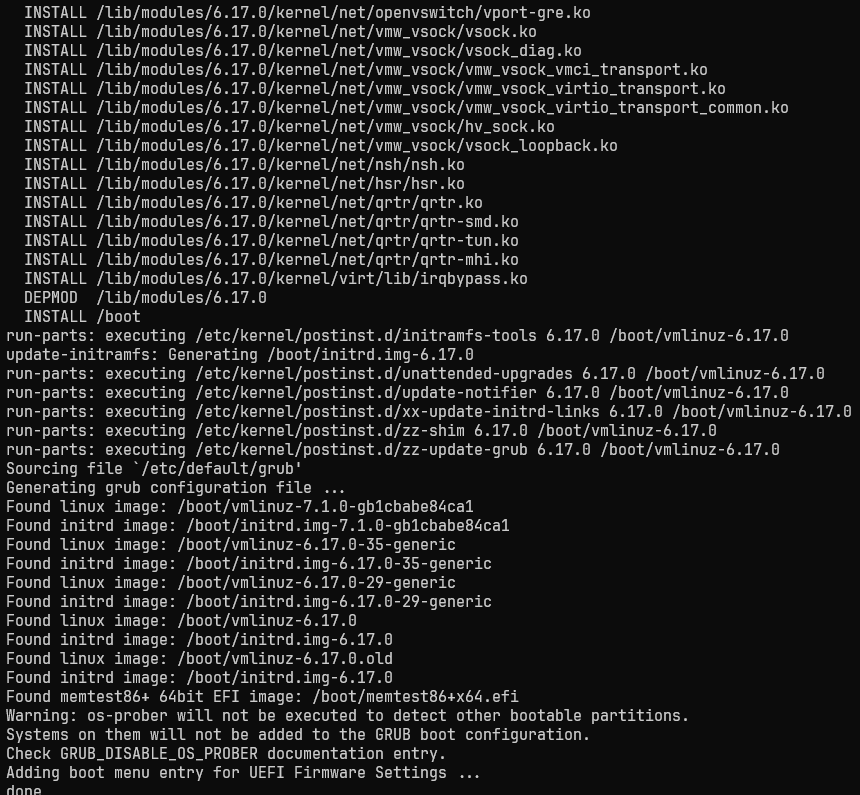 INSTALL /lib/modules/6.17.0/kernel/net/openvswitch/vport-gre.ko
INSTALL /lib/modules/6.17.0/kernel/net/vmw_vsock/vsock.ko
INSTALL /lib/modules/6.17.0/kernel/net/vmw_vsock/vsock_diag.ko
INSTALL /lib/modules/6.17.0/kernel/net/vmw_vsock/vmw_vsock_vmci_transport.ko
INSTALL /lib/modules/6.17.0/kernel/net/vmw_vsock/vmw_vsock_virtio_transport.ko
INSTALL /lib/modules/6.17.0/kernel/net/vmw_vsock/vmw_vsock_virtio_transport_common.ko
INSTALL /lib/modules/6.17.0/kernel/net/vmw_vsock/hv_sock.ko
INSTALL /lib/modules/6.17.0/kernel/net/vmw_vsock/vsock_loopback.ko
INSTALL /lib/modules/6.17.0/kernel/net/nsh/nsh.ko
INSTALL /lib/modules/6.17.0/kernel/net/hsr/hsr.ko
INSTALL /lib/modules/6.17.0/kernel/net/qrtr/qrtr.ko
INSTALL /lib/modules/6.17.0/kernel/net/qrtr/qrtr-smd.ko
INSTALL /lib/modules/6.17.0/kernel/net/qrtr/qrtr-tun.ko
INSTALL /lib/modules/6.17.0/kernel/net/qrtr/qrtr-mhi.ko
INSTALL /lib/modules/6.17.0/kernel/virt/lib/irqbypass.ko
DEPMOD  /lib/modules/6.17.0
INSTALL /boot
run-parts: executing /etc/kernel/postinst.d/initramfs-tools 6.17.0 /boot/vmlinuz-6.17.0
update-initramfs: Generating /boot/initrd.img-6.17.0
run-parts: executing /etc/kernel/postinst.d/unattended-upgrades 6.17.0 /boot/vmlinuz-6.17.0
run-parts: executing /etc/kernel/postinst.d/update-notifier 6.17.0 /boot/vmlinuz-6.17.0
run-parts: executing /etc/kernel/postinst.d/xx-update-initrd-links 6.17.0 /boot/vmlinuz-6.17.0
run-parts: executing /etc/kernel/postinst.d/zz-shim 6.17.0 /boot/vmlinuz-6.17.0
run-parts: executing /etc/kernel/postinst.d/zz-update-grub 6.17.0 /boot/vmlinuz-6.17.0
Sourcing file `/etc/default/grub'
Generating grub configuration file ...
Found linux image: /boot/vmlinuz-7.1.0-gb1cbabe84ca1
Found initrd image: /boot/initrd.img-7.1.0-gb1cbabe84ca1
Found linux image: /boot/vmlinuz-6.17.0-35-generic
Found initrd image: /boot/initrd.img-6.17.0-35-generic
Found linux image: /boot/vmlinuz-6.17.0-29-generic
Found initrd image: /boot/initrd.img-6.17.0-29-generic
Found linux image: /boot/vmlinuz-6.17.0
Found initrd image: /boot/initrd.img-6.17.0
Found linux image: /boot/vmlinuz-6.17.0.old
Found initrd image: /boot/initrd.img-6.17.0
Found memtest86+ 64bit EFI image: /boot/memtest86+x64.efi
Warning: os-prober will not be executed to detect other bootable partitions.
Systems on them will not be added to the GRUB boot configuration.
Check GRUB_DISABLE_OS_PROBER documentation entry.
Adding boot menu entry for UEFI Firmware Settings ...
done